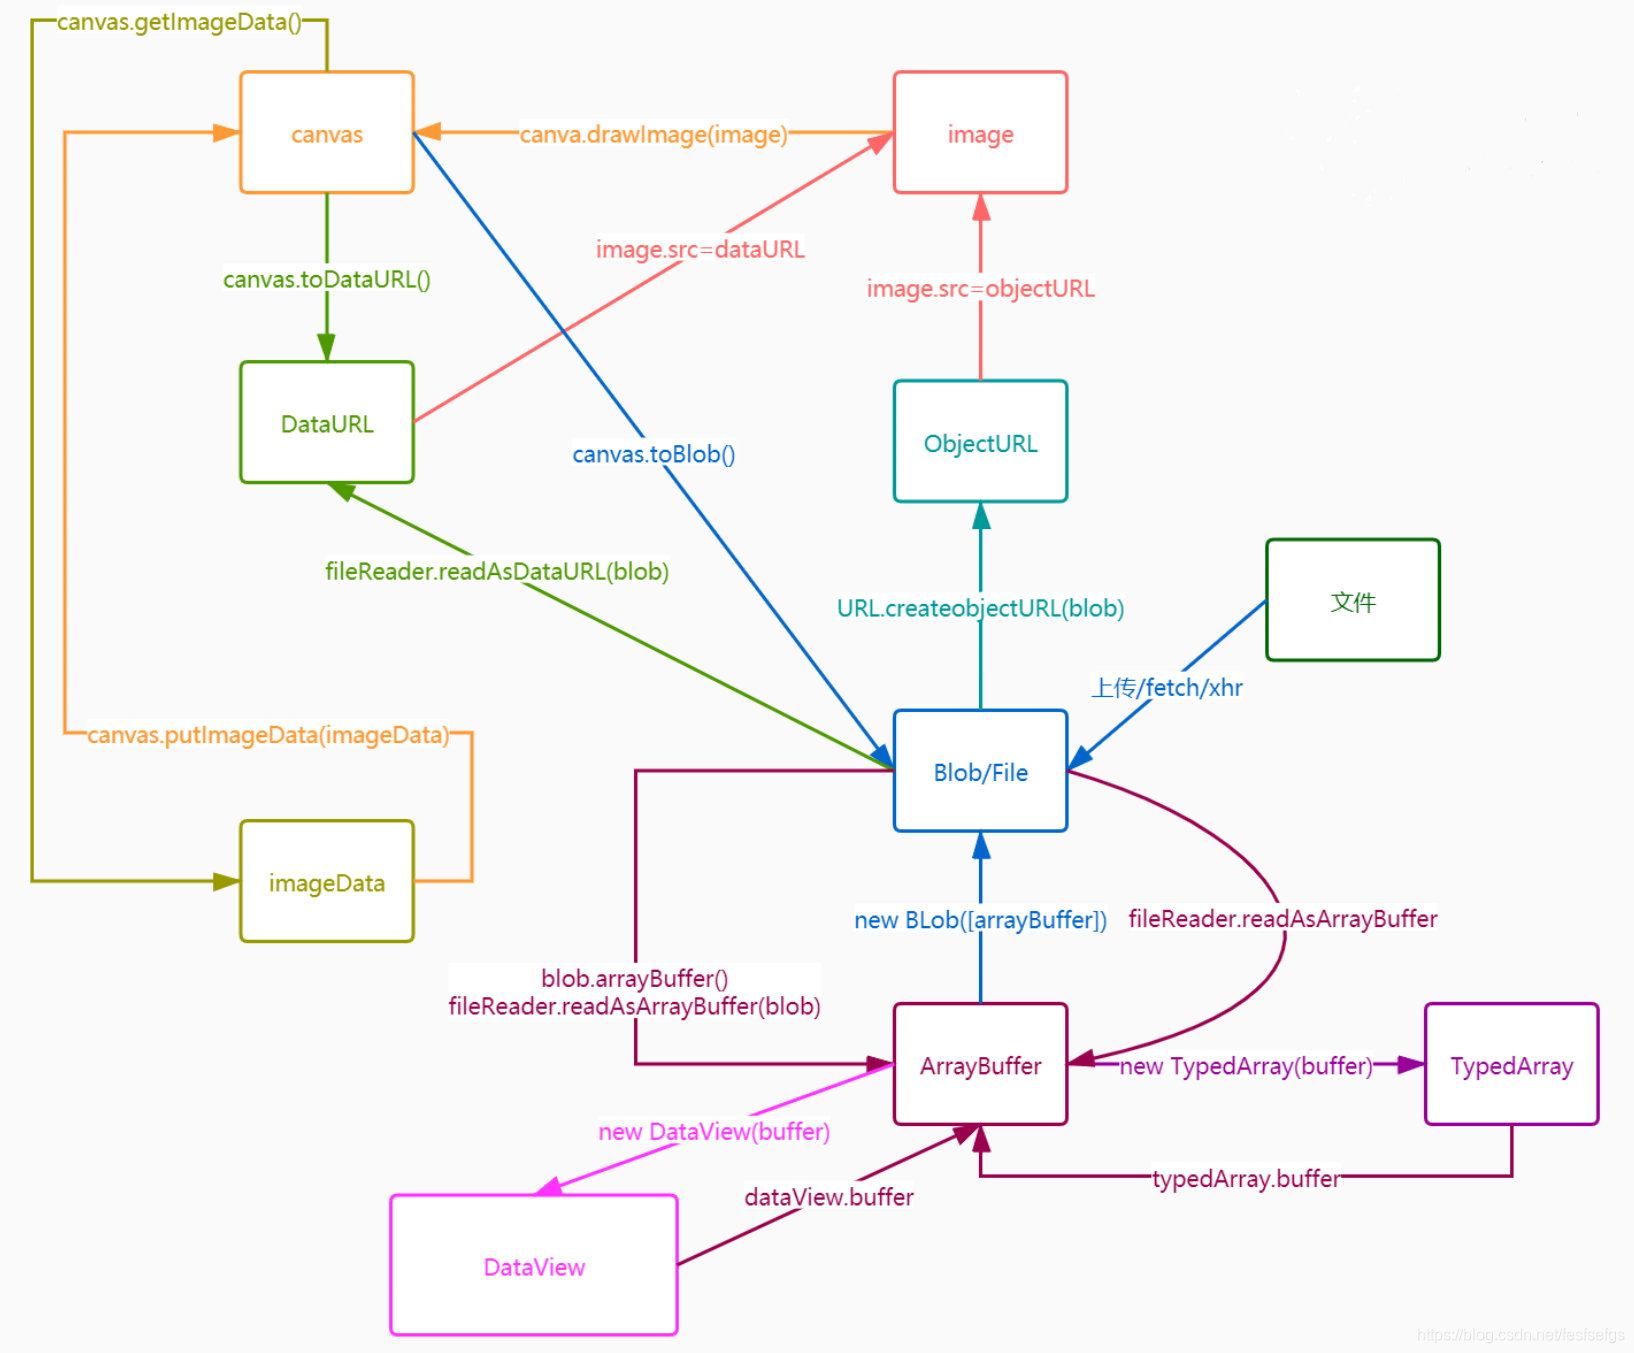 canvas.getImageData()
canvas
canva.drawImage(image)
image
image.src=dataURL
canvas.toDataURL()
image.src=objectURL
DataURL
ObjectURL
canvas.toBlob()
fileReader.readAsDataURL(blob)
URL.createobjectURL(blob)
文件
上传/fetch/xhr
canvas.putImageData(imageData)
Blob/File
imageData
new BLob([arrayBuffer])
fileReader.readAsArrayBuffer
blob.arrayBuffer()
fileReader.readAsArrayBuffer(blob)
ArrayBuffer
new TypedArray(buffer)
TypedArray
new DataView(buffer)
typedArray.buffer
dataView.buffer
DataView
https://blog.csdn.net/fesfsefgs